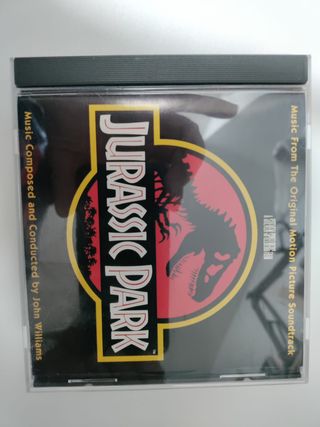 Music From The Original Motion Picture Soundtrack
JURASSIC PARK
Music Composed and Conducted by John Williams